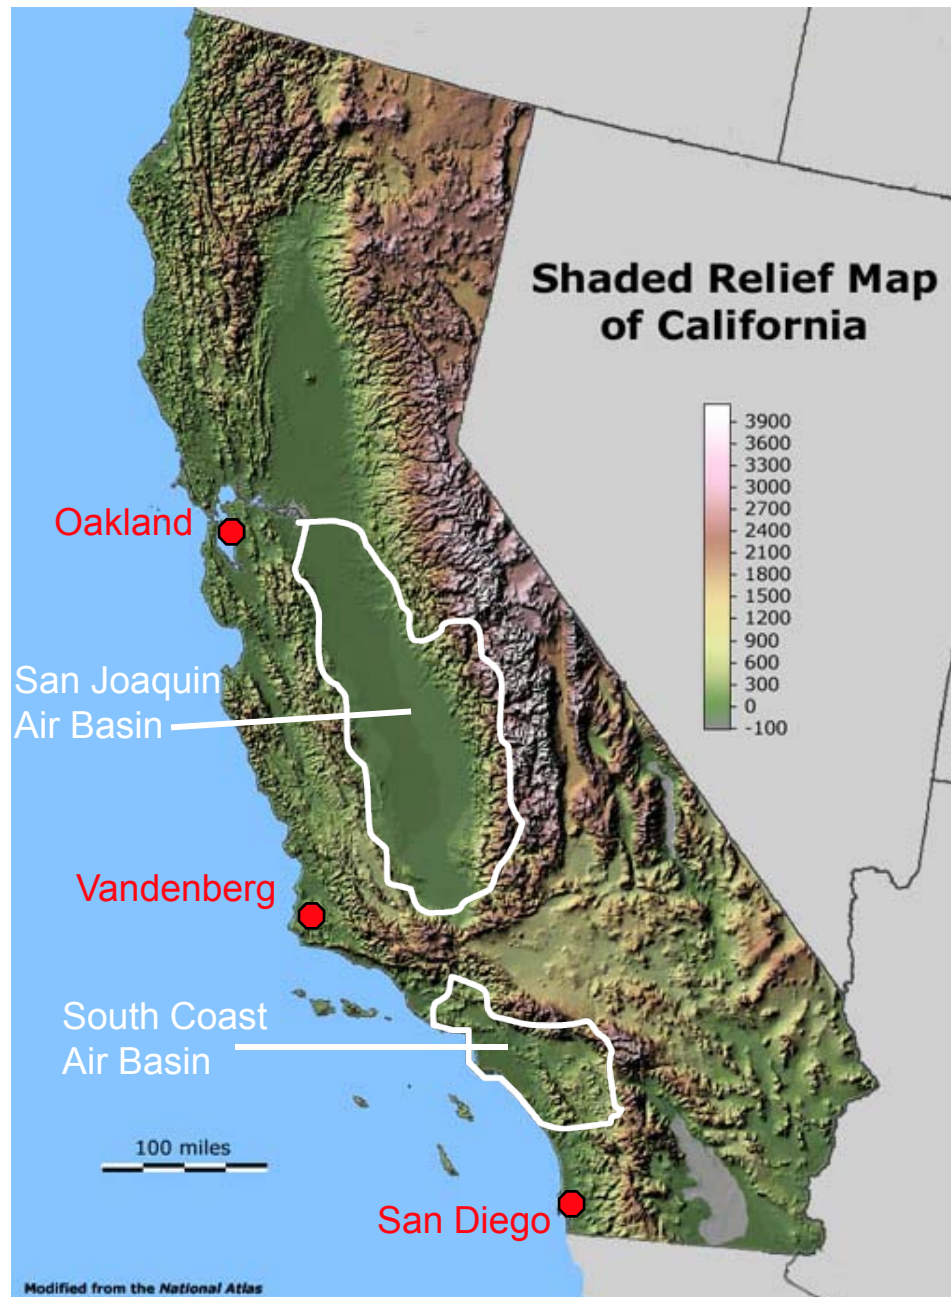 Shaded Relief Map
of California
3900
3600
3300
3000
2700
2400
2100
1800
1500
1200
900
600
300
0
-100
Oakland
San Joaquin
Air Basin
Vandenberg
South Coast
Air Basin
100 miles
San Diego
Modified from the National Atlas